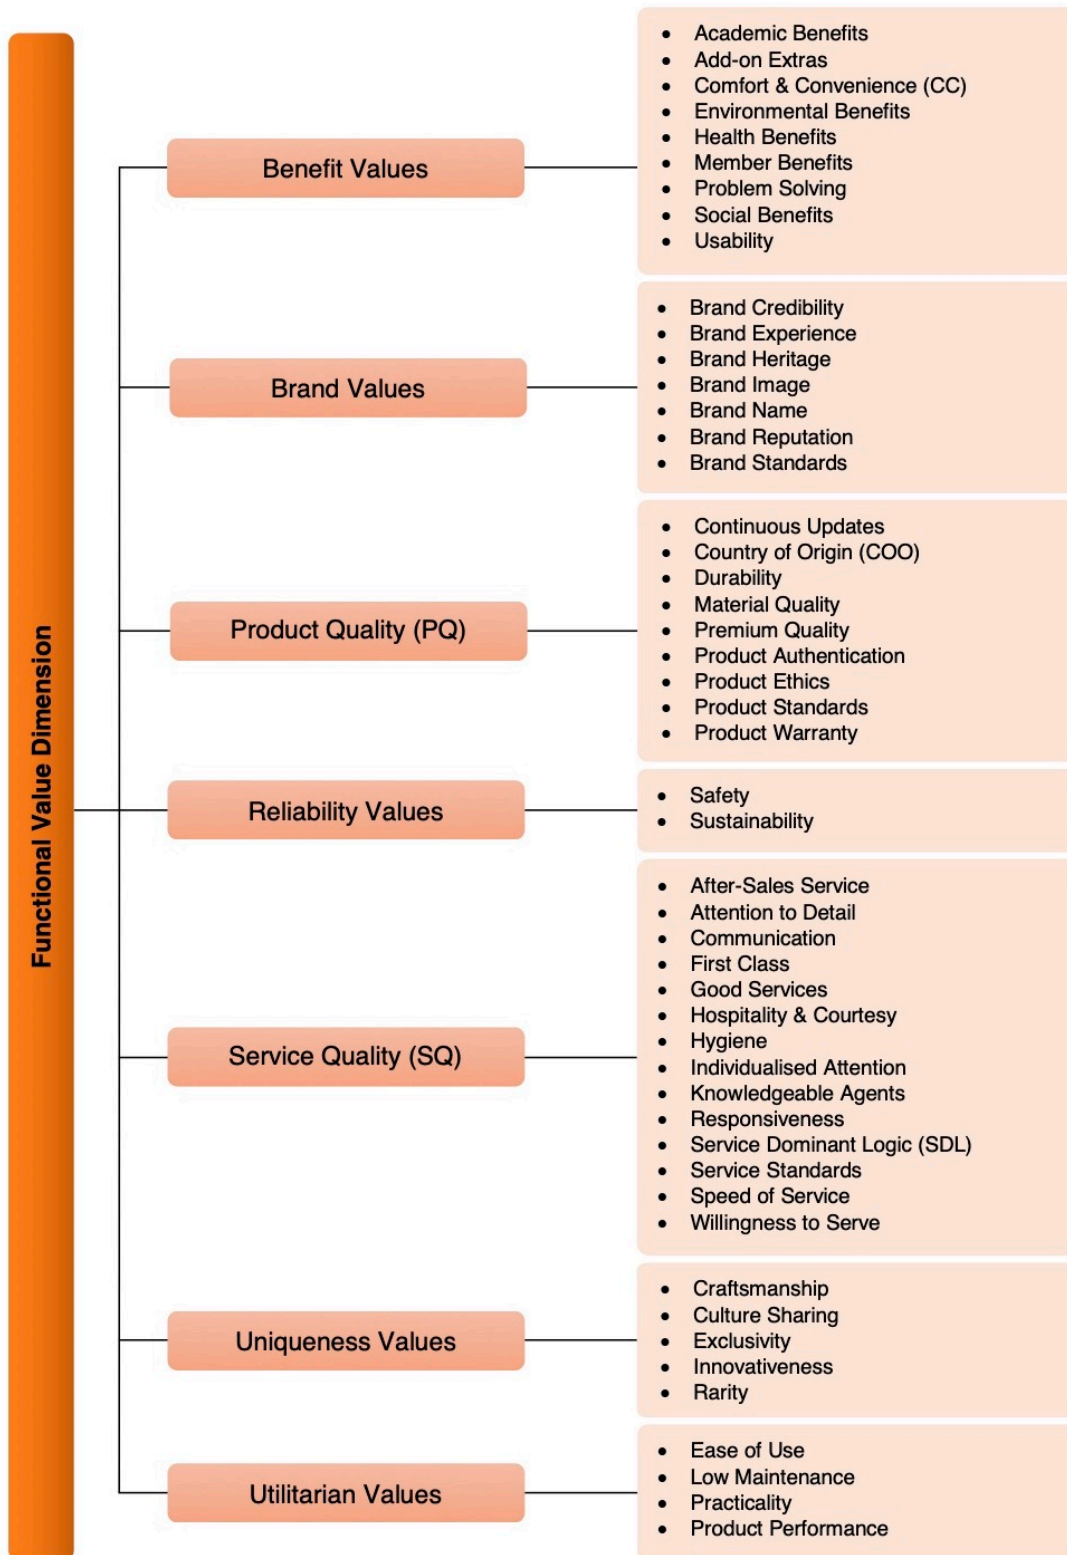 Functional Value Dimension
Benefit Values
• Academic Benefits
• Add-on Extras
• Comfort & Convenience (CC)
• Environmental Benefits
• Health Benefits
• Member Benefits
• Problem Solving
• Social Benefits
• Usability
Brand Values
• Brand Credibility
• Brand Experience
• Brand Heritage
• Brand Image
• Brand Name
• Brand Reputation
• Brand Standards
Product Quality (PQ)
• Continuous Updates
• Country of Origin (COO)
• Durability
• Material Quality
• Premium Quality
• Product Authentication
• Product Ethics
• Product Standards
• Product Warranty
Reliability Values
• Safety
• Sustainability
Service Quality (SQ)
• After-Sales Service
• Attention to Detail
• Communication
• First Class
• Good Services
• Hospitality & Courtesy
• Hygiene
• Individualised Attention
• Knowledgeable Agents
• Responsiveness
• Service Dominant Logic (SDL)
• Service Standards
• Speed of Service
• Willingness to Serve
Uniqueness Values
• Craftsmanship
• Culture Sharing
• Exclusivity
• Innovativeness
• Rarity
Utilitarian Values
• Ease of Use
• Low Maintenance
• Practicality
• Product Performance